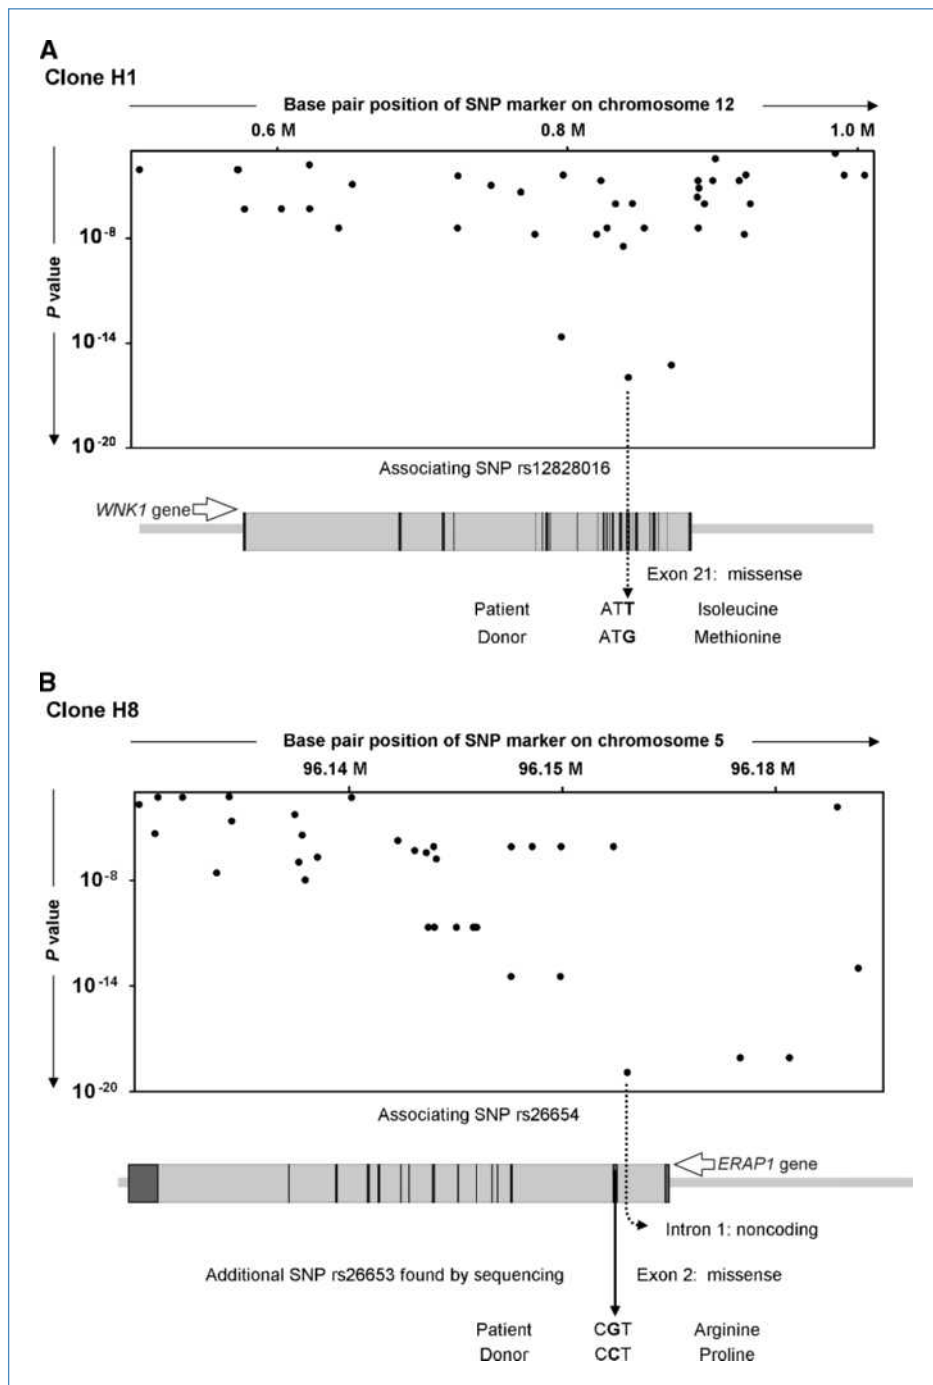 A
Clone H1
Base pair position of SNP marker on chromosome 12
0.6 M 0.8 M 1.0 M
P value
10-8
10-14
10-20
Associating SNP rs12828016
WNK1 gene
Exon 21: missense
Patient ATT Isoleucine
Donor ATG Methionine
B
Clone H8
Base pair position of SNP marker on chromosome 5
96.14 M 96.15 M 96.18 M
P value
10-8
10-14
10-20
Associating SNP rs26654
ERAP1 gene
Intron 1: noncoding
Additional SNP rs26653 found by sequencing Exon 2: missense
Patient CGT Arginine
Donor CCT Proline